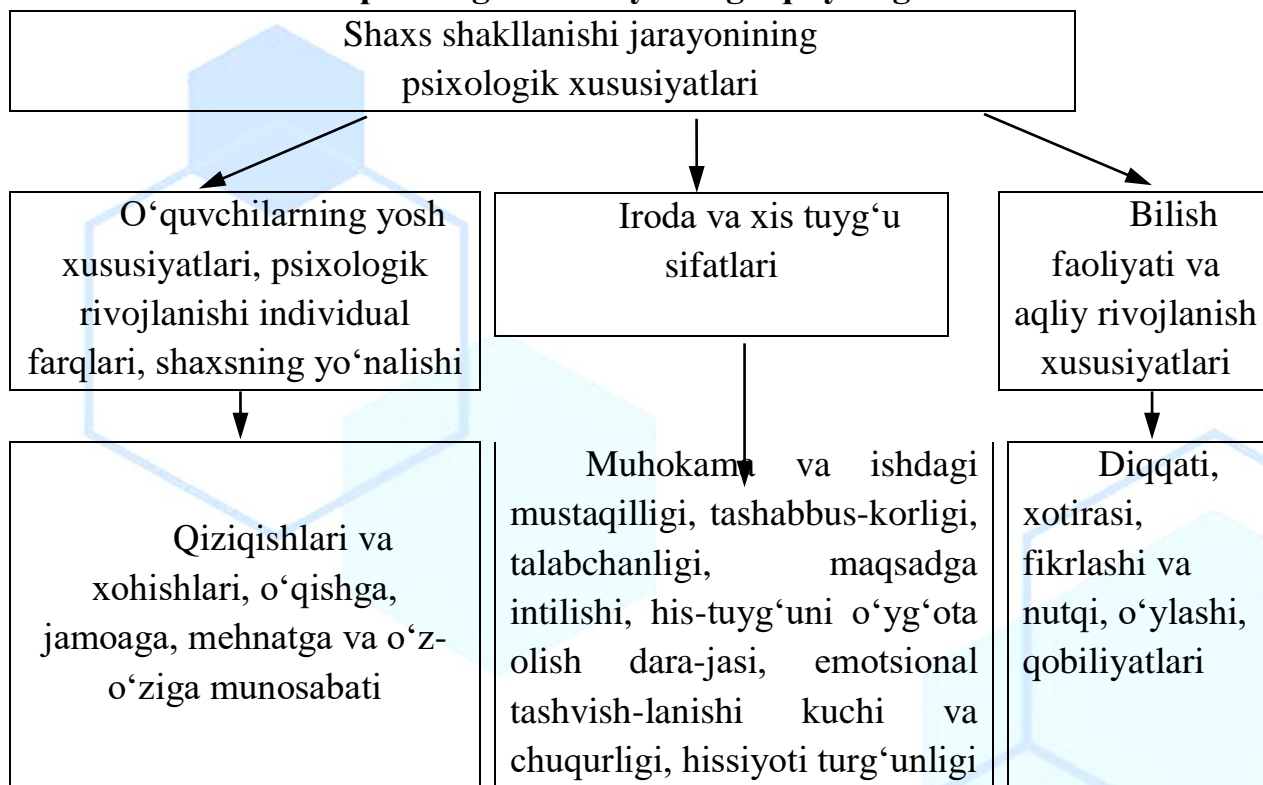 Shaxs shakllanishi jarayonining
psixologik xususiyatlari
O‘quvchilarning yosh
xususiyatlari, psixologik
rivojlanishi individual
farqlari, shaxsning yo‘nalishi
Iroda va xis tuyg‘u
sifatlari
Bilish
faoliyati va
aqliy rivojlanish
xususiyatlari
Qiziqishlari va
xohishlari, o‘qishga,
jamoaga, mehnatga va o‘z-
o‘ziga munosabati
Muhokama va ishdagi
mustaqilligi, tashabbus-korligi,
talabchanligi, maqsadga
intilishi, his-tuyg‘uni o‘yg‘ota
olish dara-jasi, emotsional
tashvish-lanishi kuchi va
chuqurligi, hissiyoti turg‘unligi
Diqqati,
xotirasi,
fikrlashi va
nutqi, o‘ylashi,
qobiliyatlari